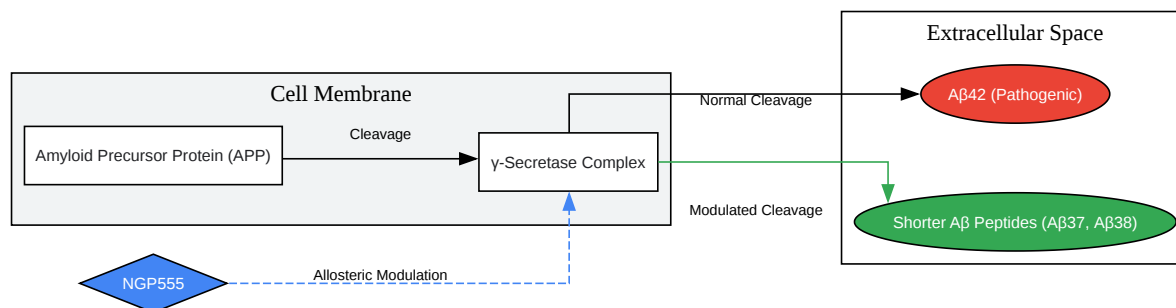 Extracellular Space
Cell Membrane
Aβ42 (Pathogenic)
Normal Cleavage
Cleavage
Amyloid Precursor Protein (APP)
γ-Secretase Complex
Modulated Cleavage
Shorter Aβ Peptides (Aβ37, Aβ38)
Allosteric Modulation
NGP555